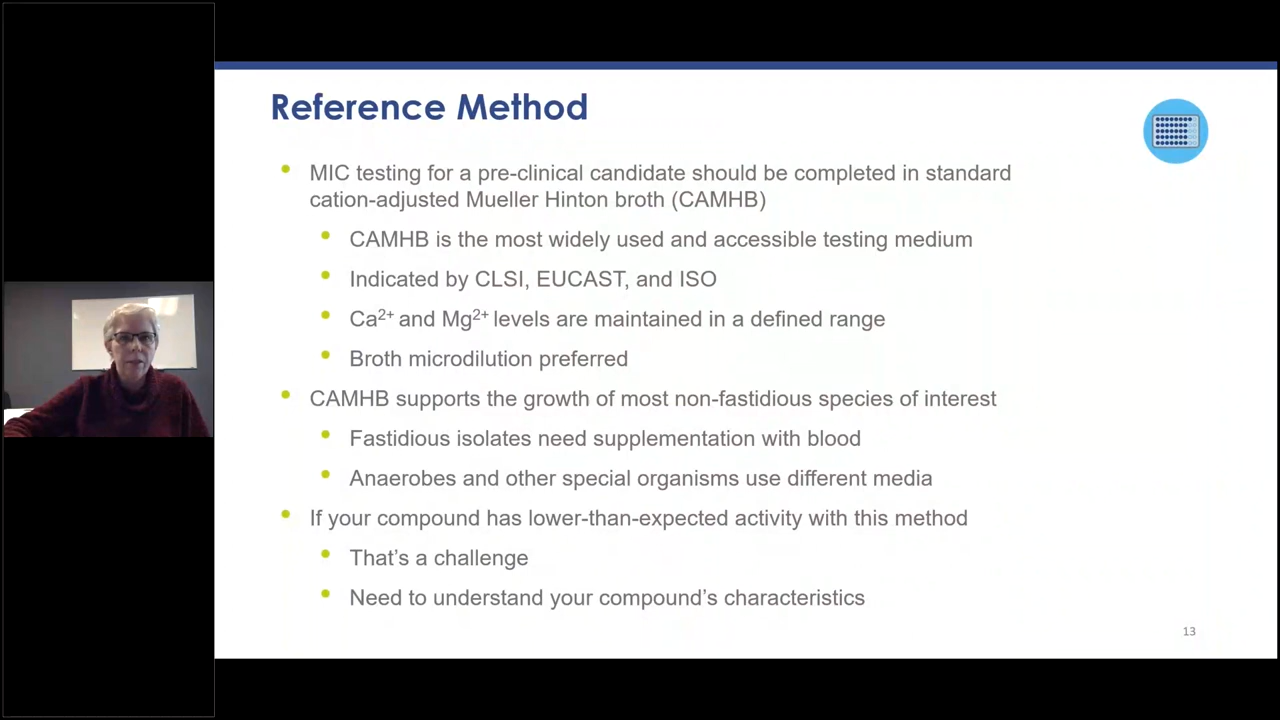 Reference Method
MIC testing for a pre-clinical candidate should be completed in standard
cation-adjusted Mueller Hinton broth (CAMHB)
CAMHB is the most widely used and accessible testing medium
Indicated by CLSI, EUCAST, and ISO
Ca²⁺ and Mg²⁺ levels are maintained in a defined range
Broth microdilution preferred
CAMHB supports the growth of most non-fastidious species of interest
Fastidious isolates need supplementation with blood
Anaerobes and other special organisms use different media
If your compound has lower-than-expected activity with this method
That’s a challenge
Need to understand your compound’s characteristics
13